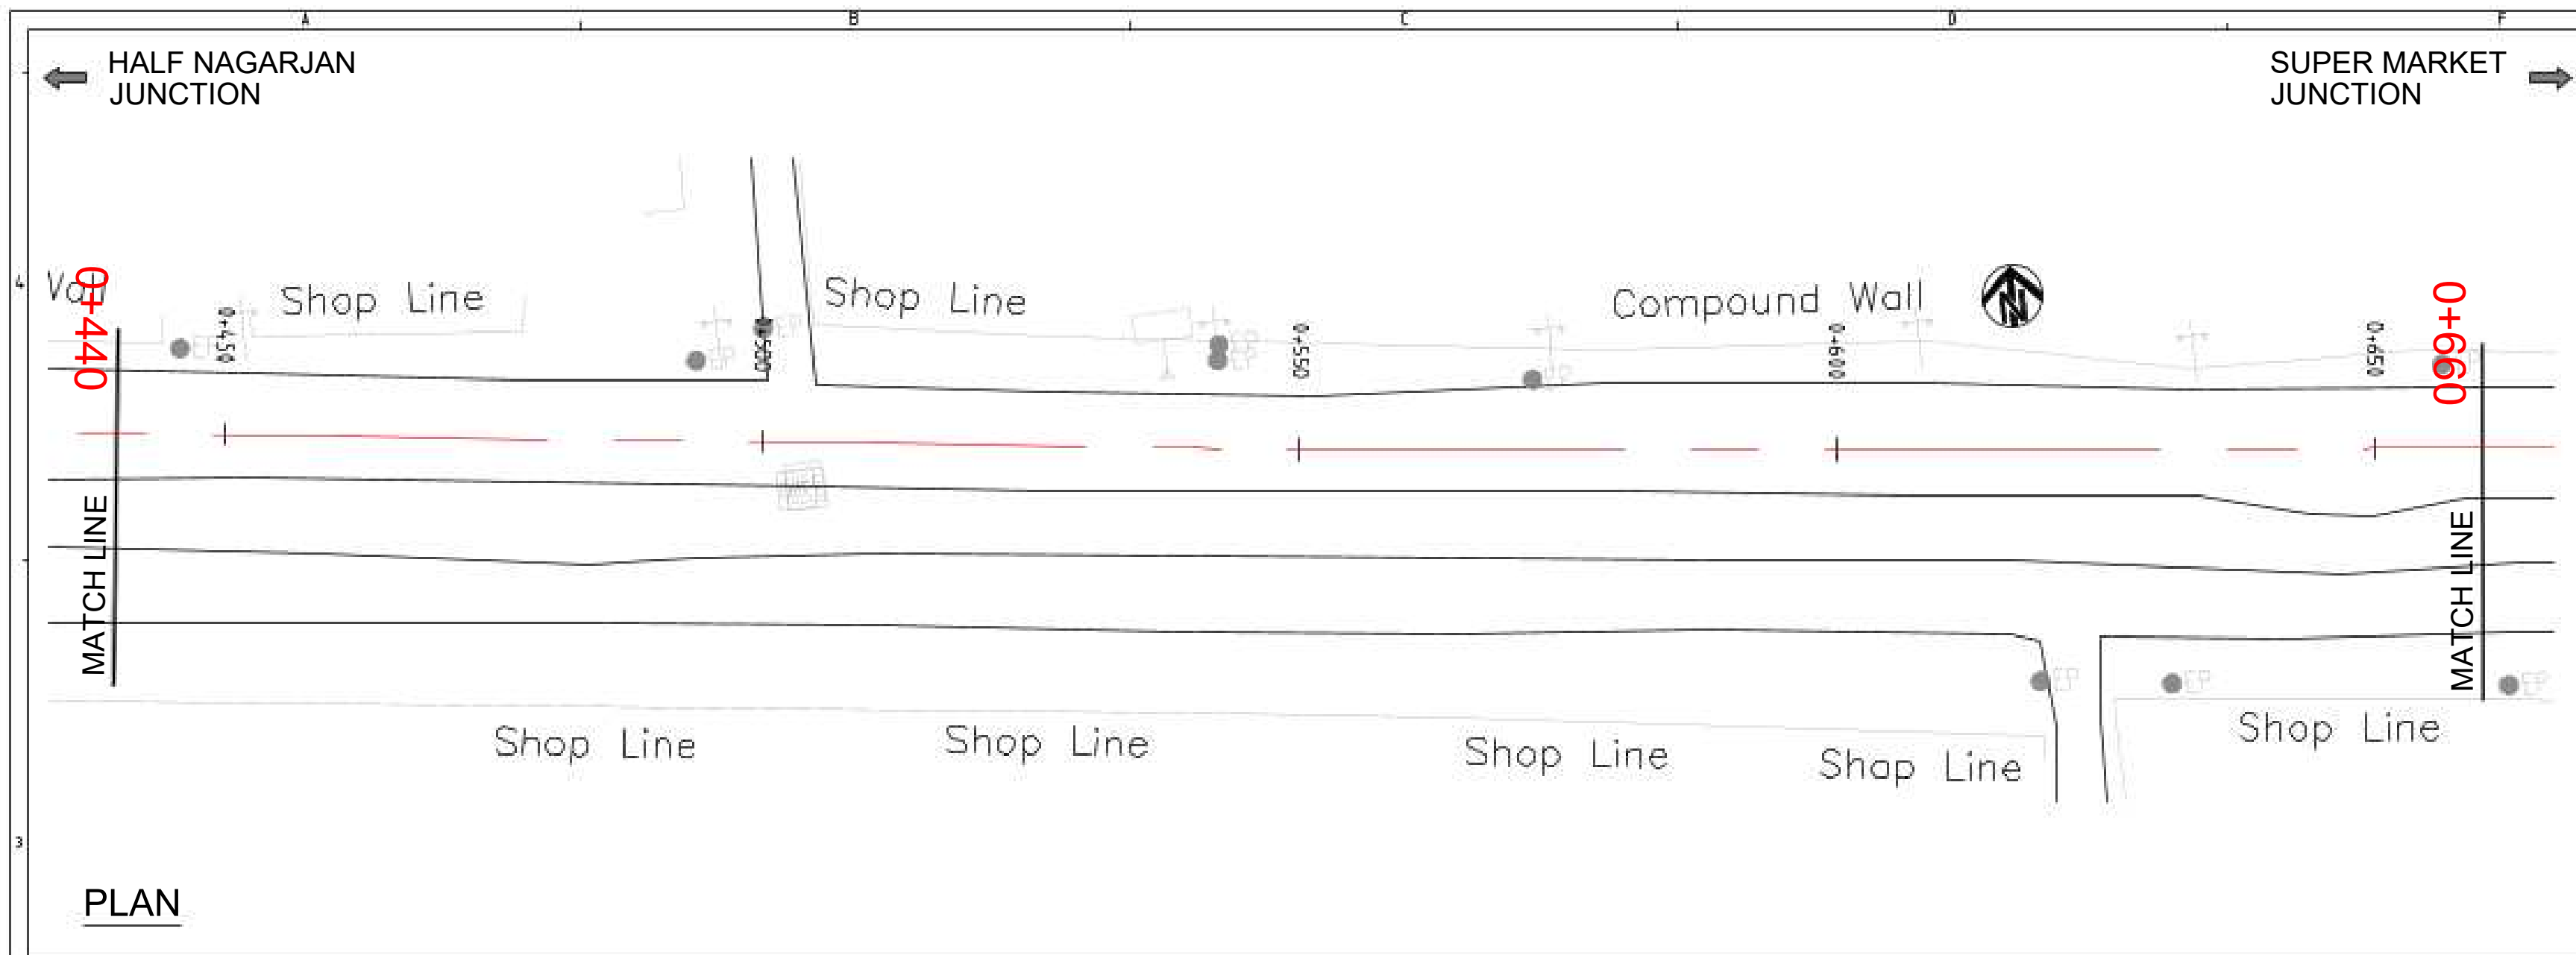 A B C D F
HALF NAGARJAN
JUNCTION
SUPER MARKET
JUNCTION
4
0+440
0+450
Shop Line
0+500
Shop Line
0+550
Compound Wall
0+600
N
0+650
0+660
MATCH LINE
MATCH LINE
Shop Line
Shop Line
Shop Line
Shop Line
Shop Line
3
PLAN